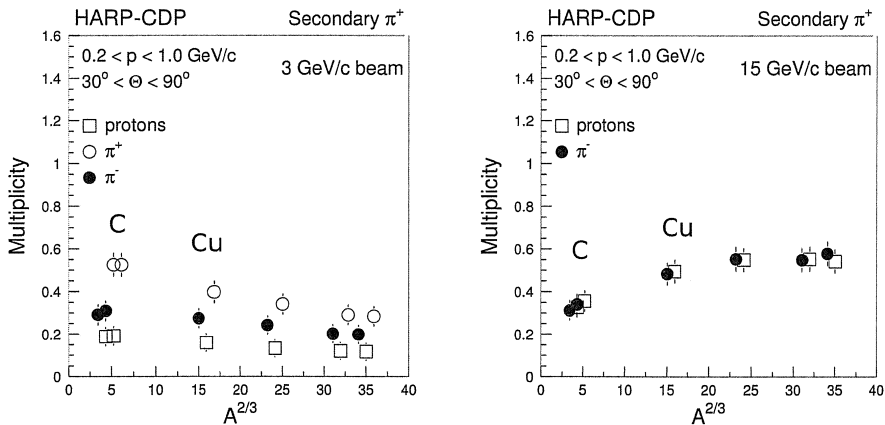 HARP-CDP Secondary π⁺
0.2 < p < 1.0 GeV/c
30° < Θ < 90°
3 GeV/c beam
protons
π⁺
π⁻
C
Cu
Multiplicity
1.6
1.4
1.2
1
0.8
0.6
0.4
0.2
0
0 5 10 15 20 25 30 35 40
A^2/3
HARP-CDP Secondary π⁺
0.2 < p < 1.0 GeV/c
30° < Θ < 90°
15 GeV/c beam
protons
π⁻
C
Cu
Multiplicity
1.6
1.4
1.2
1
0.8
0.6
0.4
0.2
0
0 5 10 15 20 25 30 35 40
A^2/3